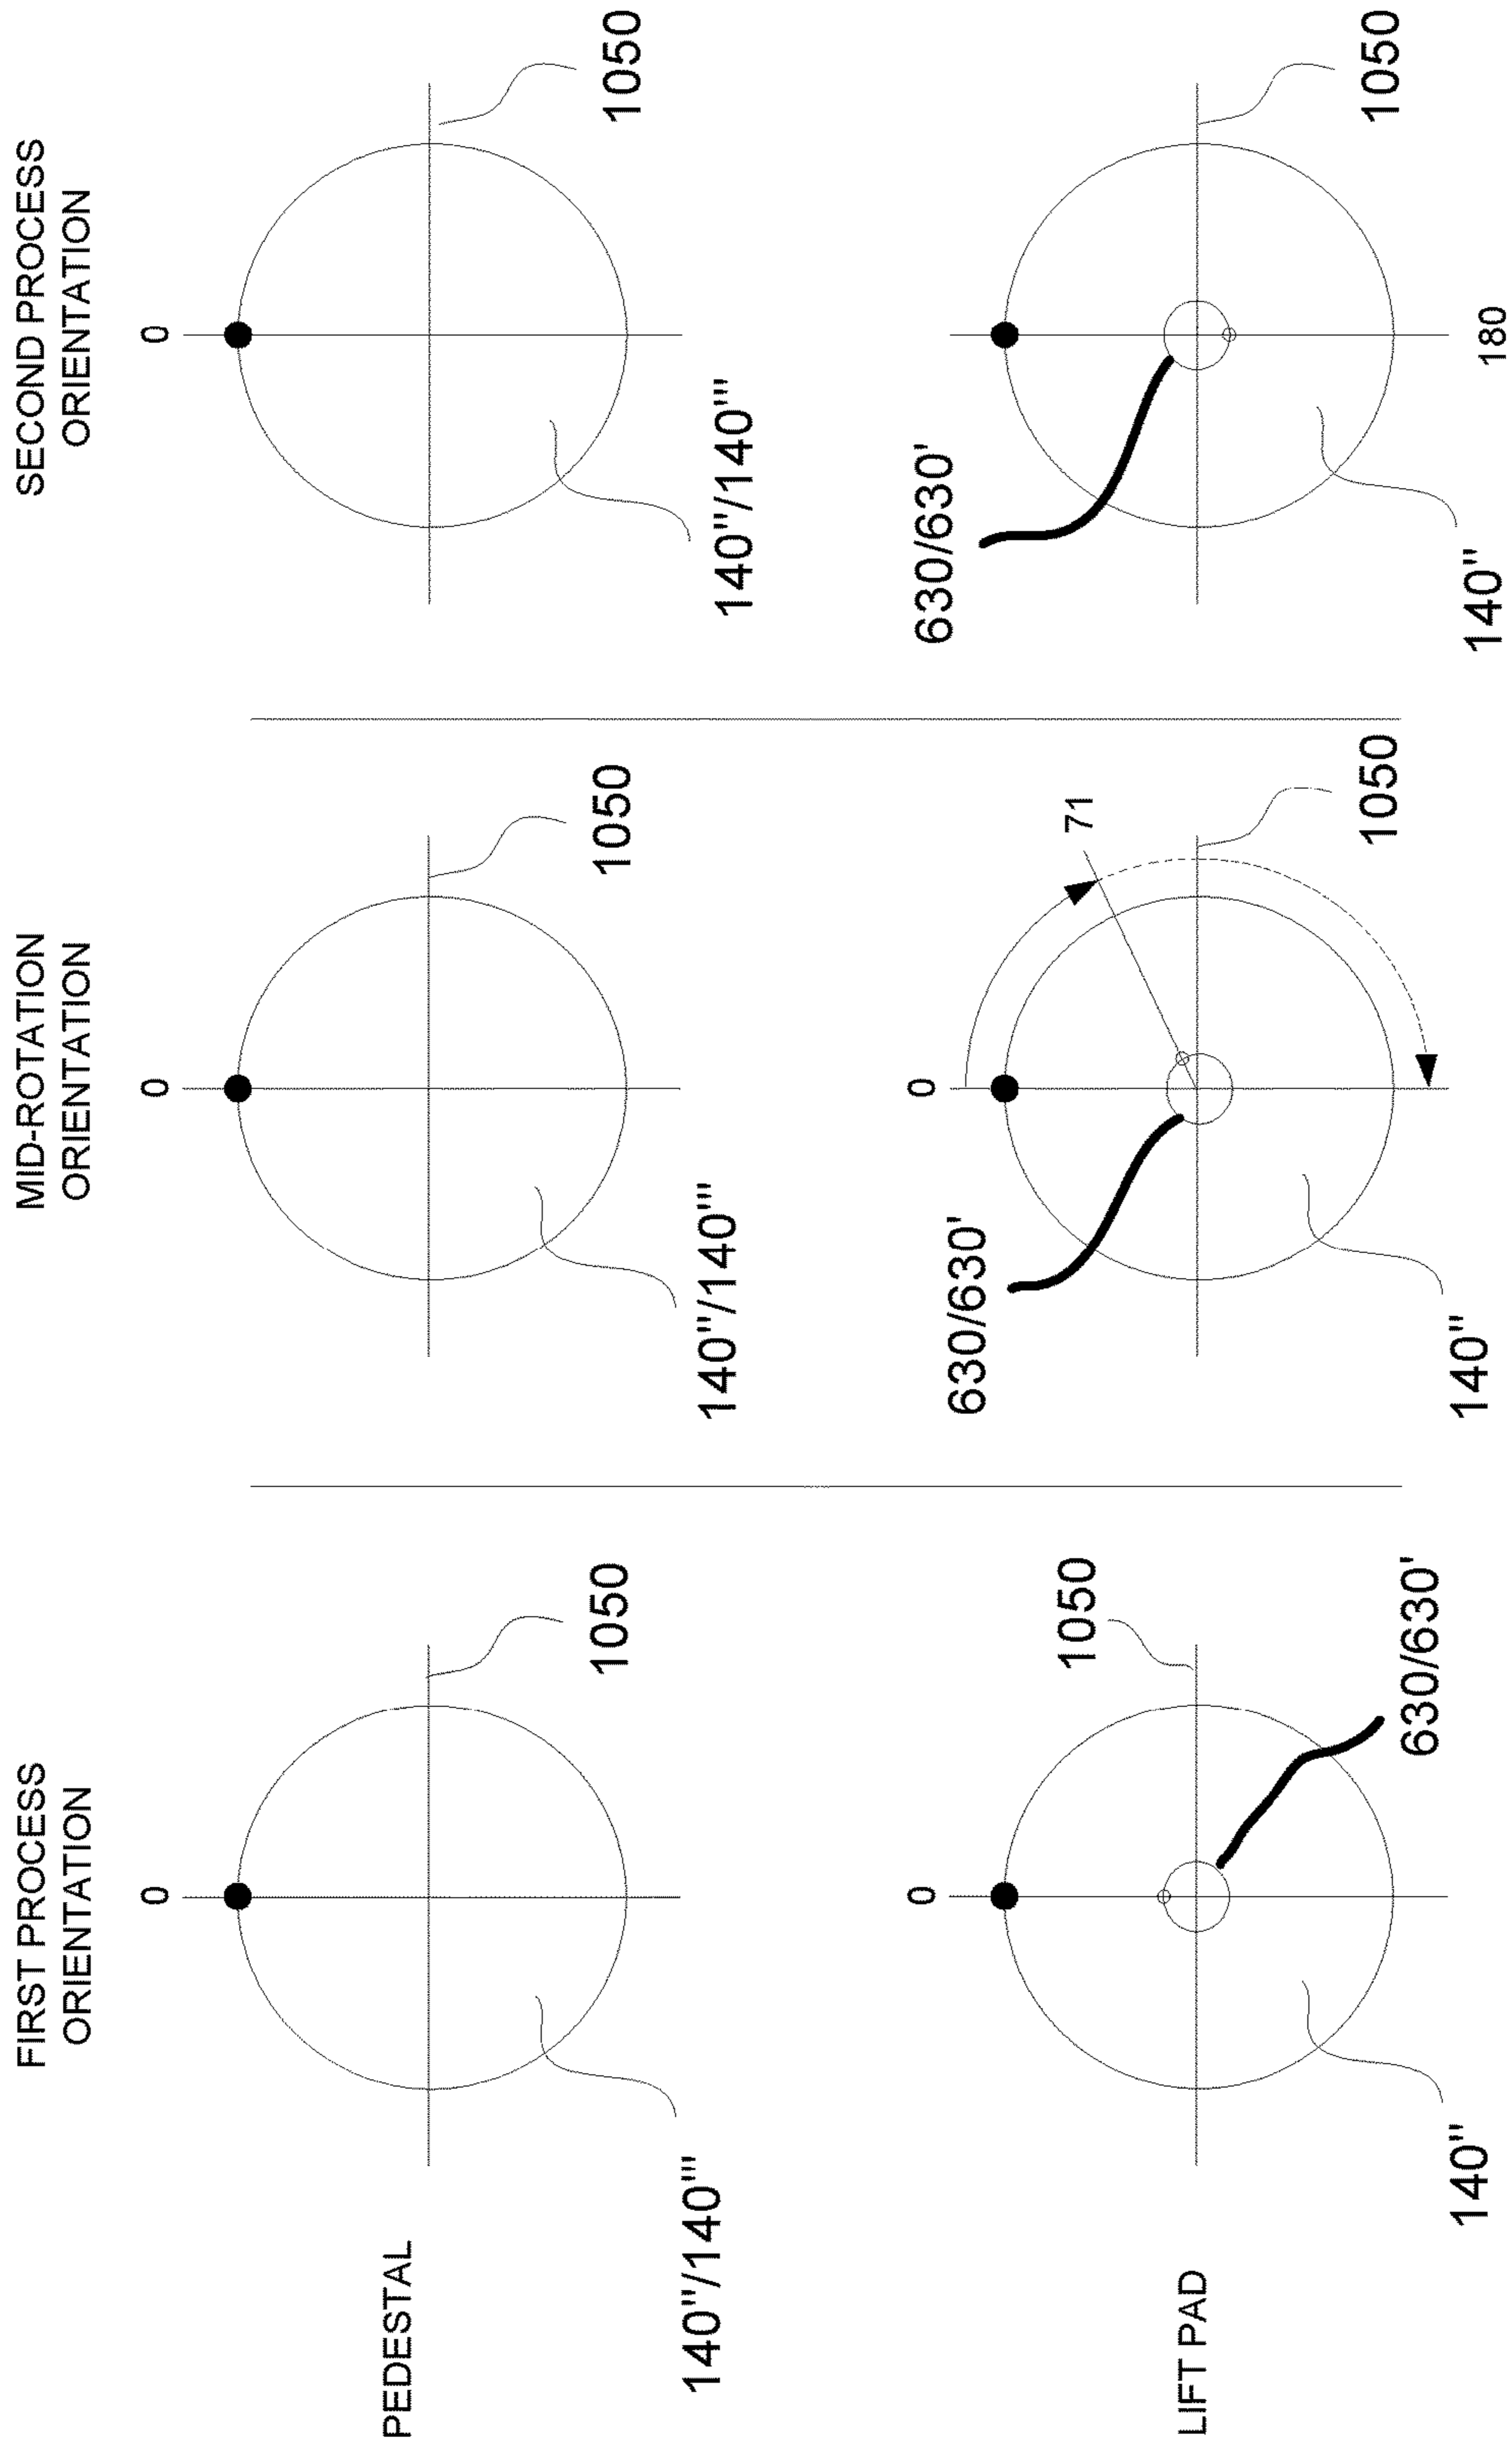 FIRST PROCESS
ORIENTATION
MID-ROTATION
ORIENTATION
SECOND PROCESS
ORIENTATION
0
0
0
PEDESTAL
1050
1050
1050
140"/140'"
140"/140'"
140"/140'"
0
0
630/630'
630/630'
1050
71
LIFT PAD
1050
1050
630/630'
140"
140"
140"
180